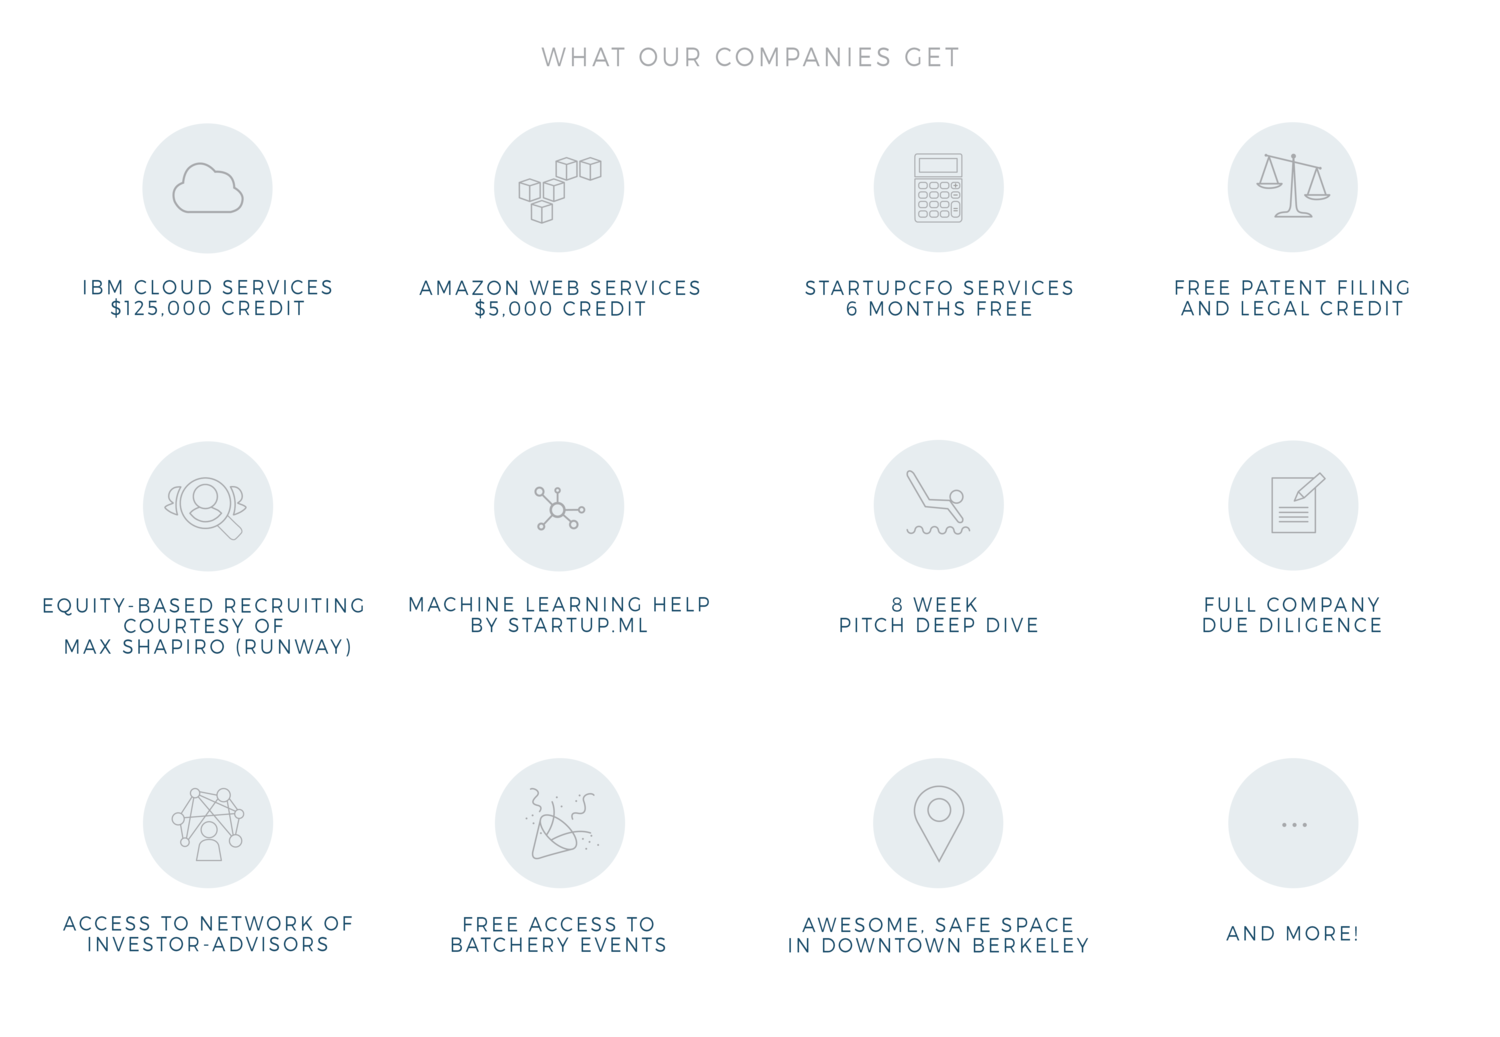 WHAT OUR COMPANIES GET
IBM CLOUD SERVICES
$125,000 CREDIT
AMAZON WEB SERVICES
$5,000 CREDIT
STARTUPCFO SERVICES
6 MONTHS FREE
FREE PATENT FILING
AND LEGAL CREDIT
EQUITY-BASED RECRUITING
COURTESY OF
MAX SHAPIRO (RUNWAY)
MACHINE LEARNING HELP
BY STARTUP.ML
8 WEEK
PITCH DEEP DIVE
FULL COMPANY
DUE DILIGENCE
ACCESS TO NETWORK OF
INVESTOR-ADVISORS
FREE ACCESS TO
BATCHERY EVENTS
AWESOME, SAFE SPACE
IN DOWNTOWN BERKELEY
AND MORE!